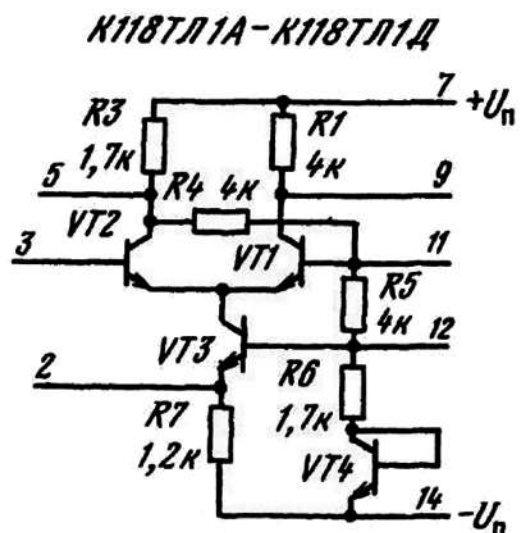 К118ТЛ1А-К118ТЛ1Д
7 +Uп
R3 R1
1,7к 4к
5 R4 4к 9
VT2
3 VT1 11
R5
4к
12
VT3
R6
2
R7 1,7к
1,2к
VT4
14 -Uп